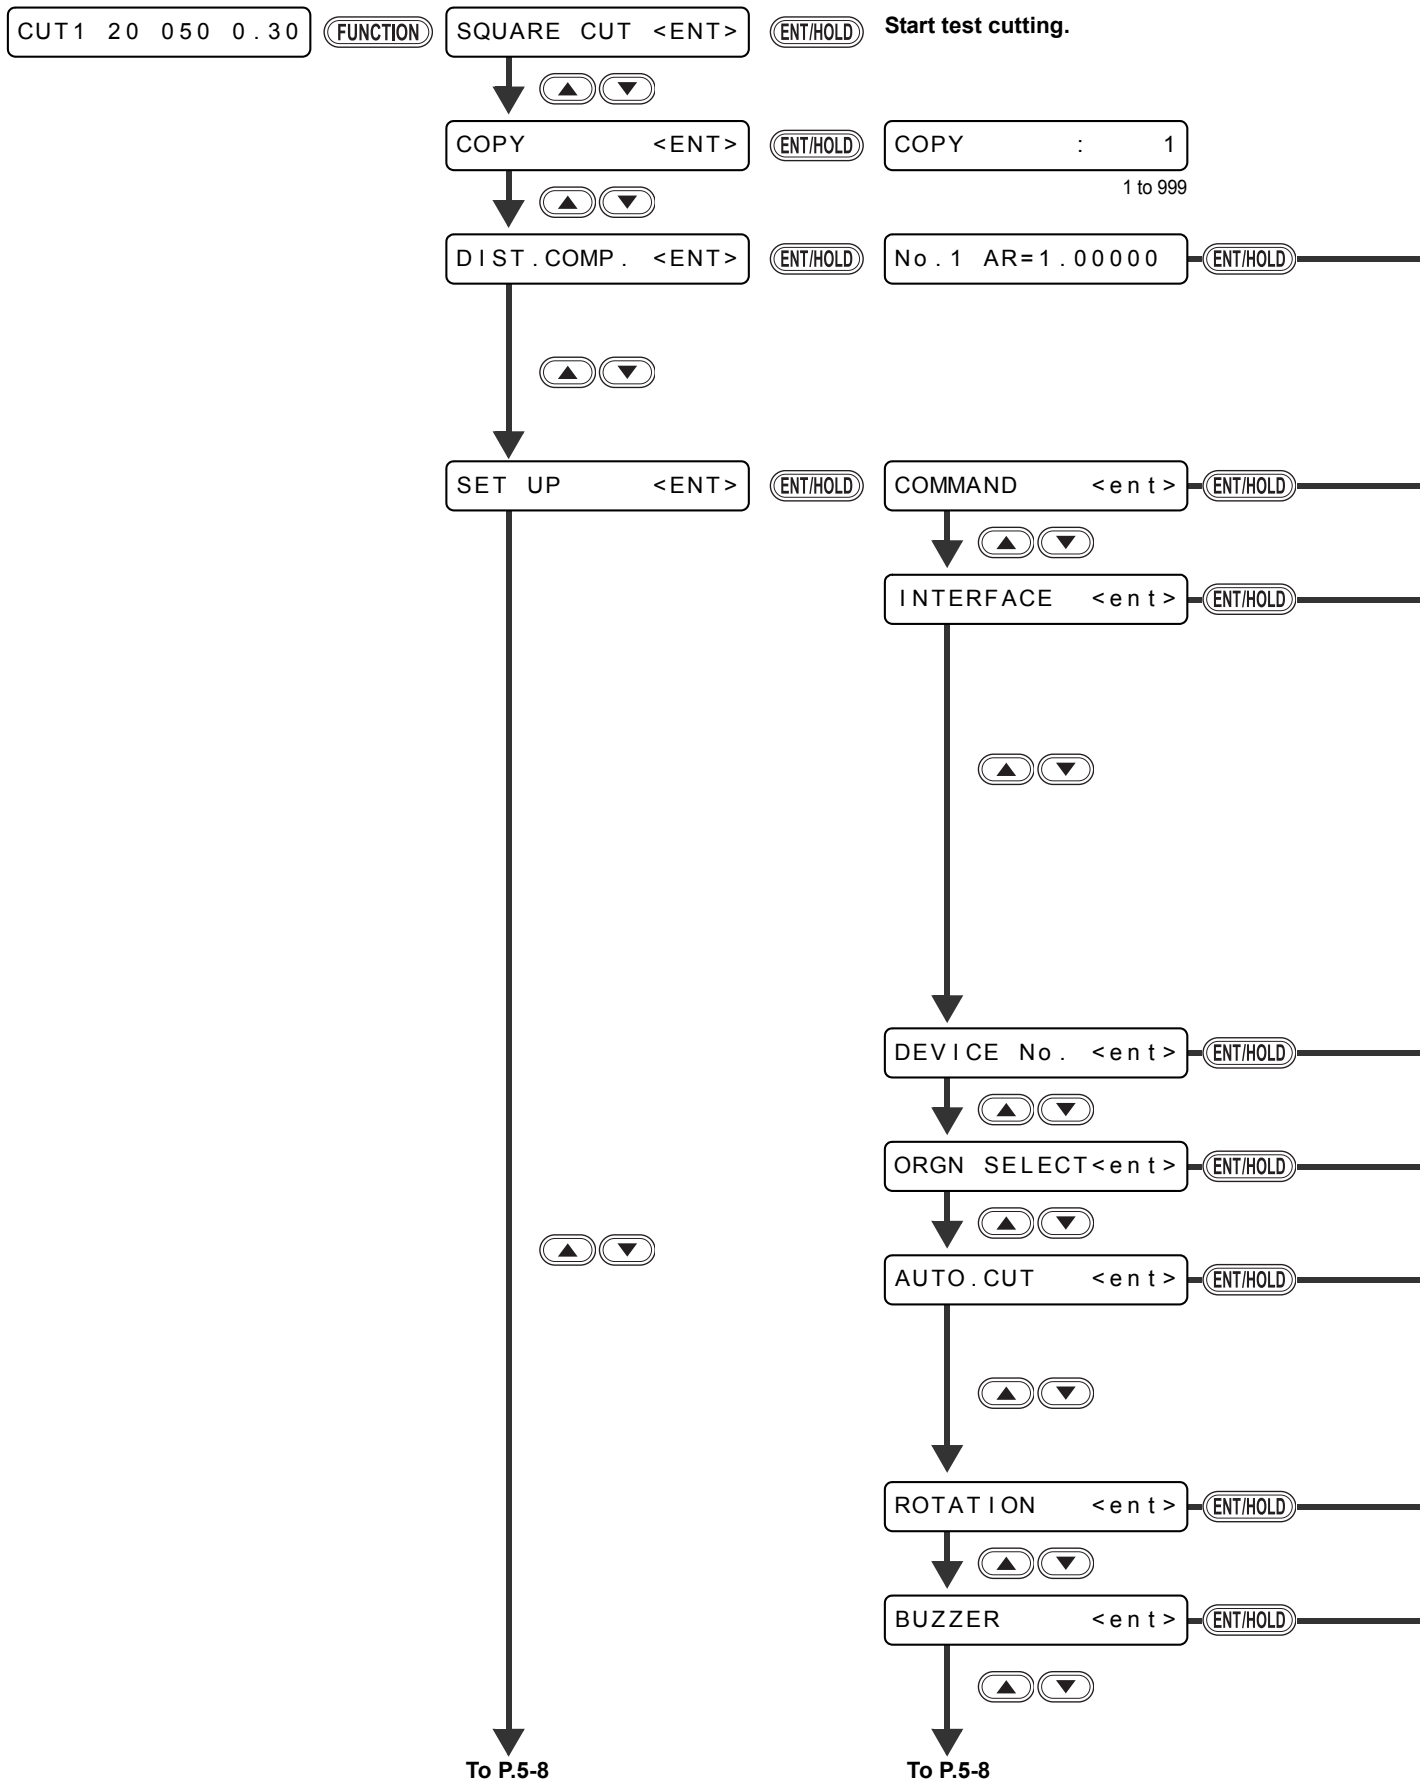 CUT1 20 050 0.30 FUNCTION SQUARE CUT <ENT> ENT/HOLD Start test cutting.
COPY <ENT> ENT/HOLD COPY : 1
1 to 999
DIST.COMP. <ENT> ENT/HOLD No.1 AR=1.00000 ENT/HOLD
SET UP <ENT> ENT/HOLD COMMAND <ent> ENT/HOLD
INTERFACE <ent> ENT/HOLD
DEVICE No. <ent> ENT/HOLD
ORGN SELECT<ent> ENT/HOLD
AUTO.CUT <ent> ENT/HOLD
ROTATION <ent> ENT/HOLD
BUZZER <ent> ENT/HOLD
To P.5-8 To P.5-8